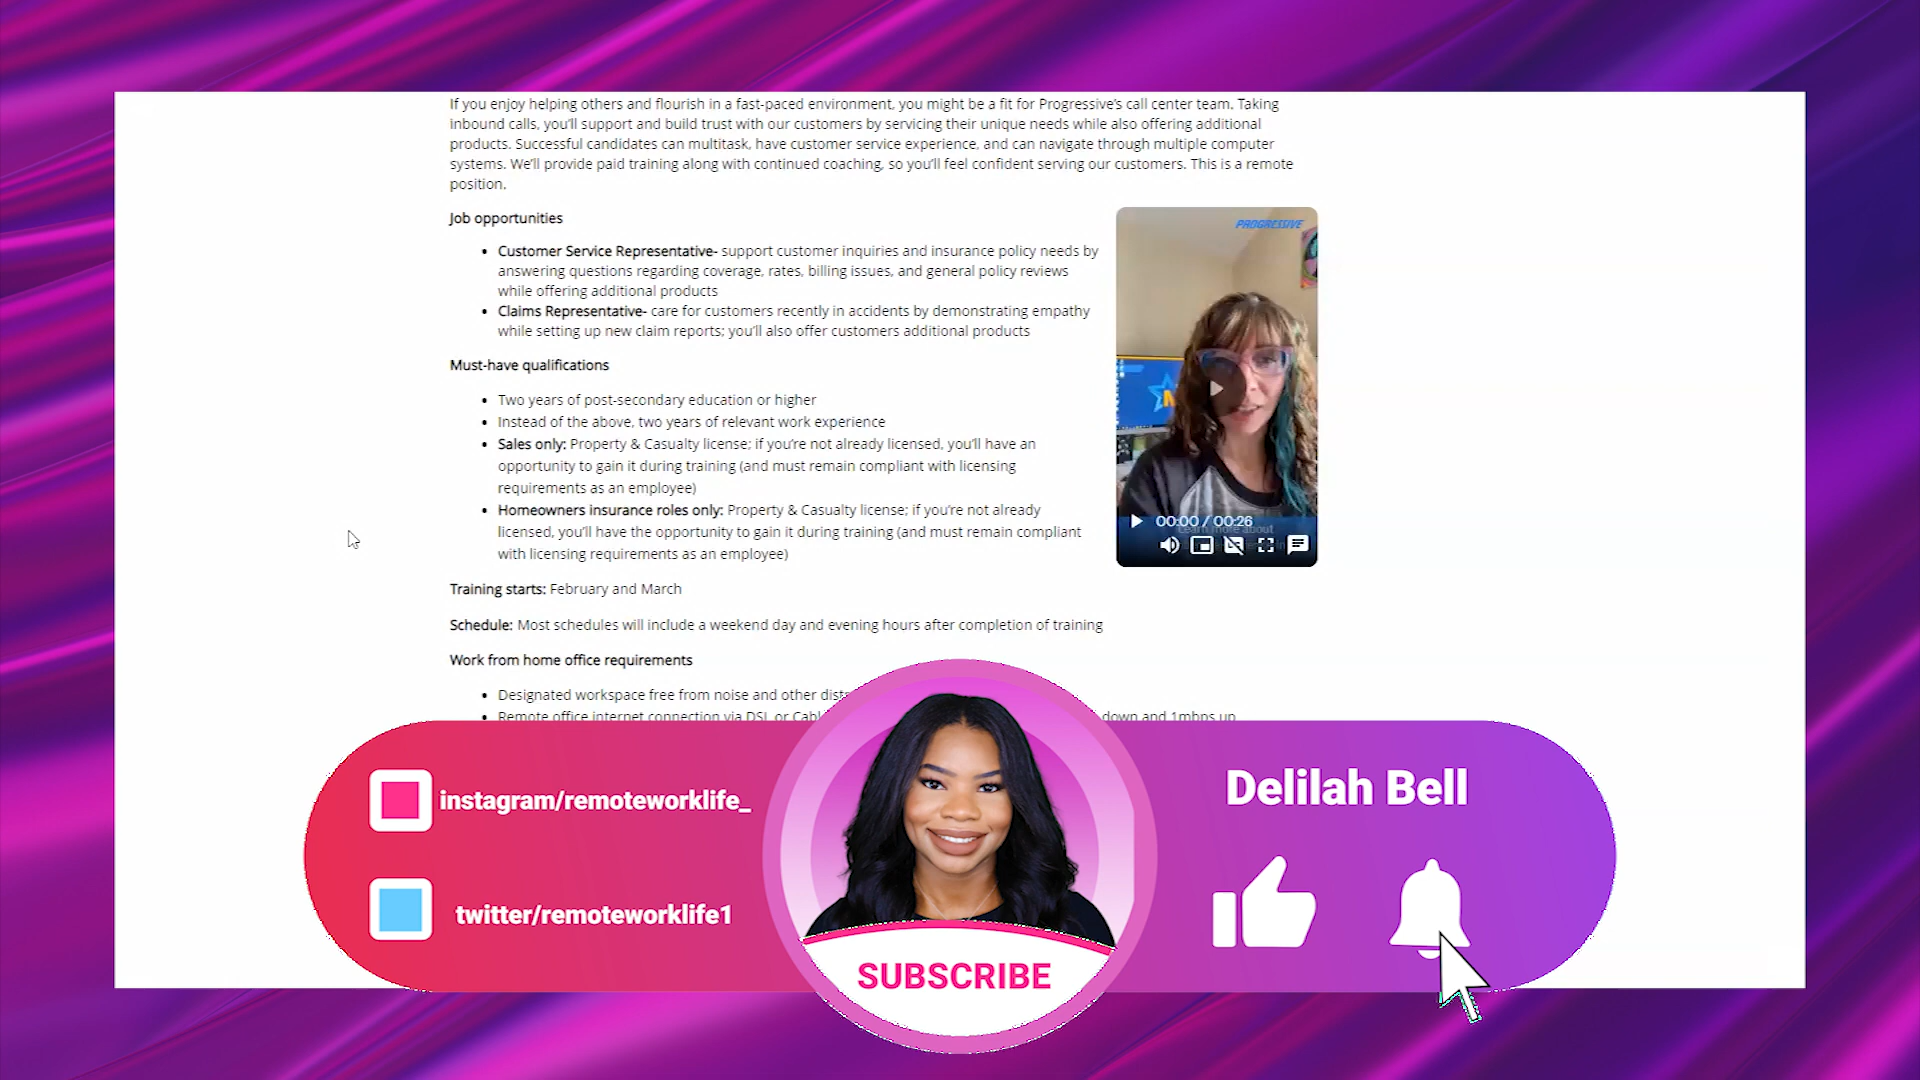 If you enjoy helping others and flourish in a fast-paced environment, you might be a fit for Progressive's call center team. Taking
inbound calls, you'll support and build trust with our customers by servicing their unique needs while also offering additional
products. Successful candidates can multitask, have customer service experience, and can navigate through multiple computer
systems. We'll provide paid training along with continued coaching, so you'll feel confident serving our customers. This is a remote
position.
Job opportunities
• Customer Service Representative- support customer inquiries and insurance policy needs by
answering questions regarding coverage, rates, billing issues, and general policy reviews
while offering additional products
• Claims Representative- care for customers recently in accidents by demonstrating empathy
while setting up new claim reports; you'll also offer customers additional products
PROGRESSIVE
Must-have qualifications
• Two years of post-secondary education or higher
• Instead of the above, two years of relevant work experience
• Sales only: Property & Casualty license; if you're not already licensed, you'll have an
opportunity to gain it during training (and must remain compliant with licensing
requirements as an employee)
• Homeowners insurance roles only: Property & Casualty license; if you're not already
licensed, you'll have the opportunity to gain it during training (and must remain compliant
with licensing requirements as an employee)
00:00 / 00:26
Training starts: February and March
Schedule: Most schedules will include a weekend day and evening hours after completion of training
Work from home office requirements
• Designated workspace free from noise and other
• Remote office internet connection via DSL or down and 1mbps up
instagram/remoteworklife_
twitter/remoteworklife1
SUBSCRIBE
Delilah Bell